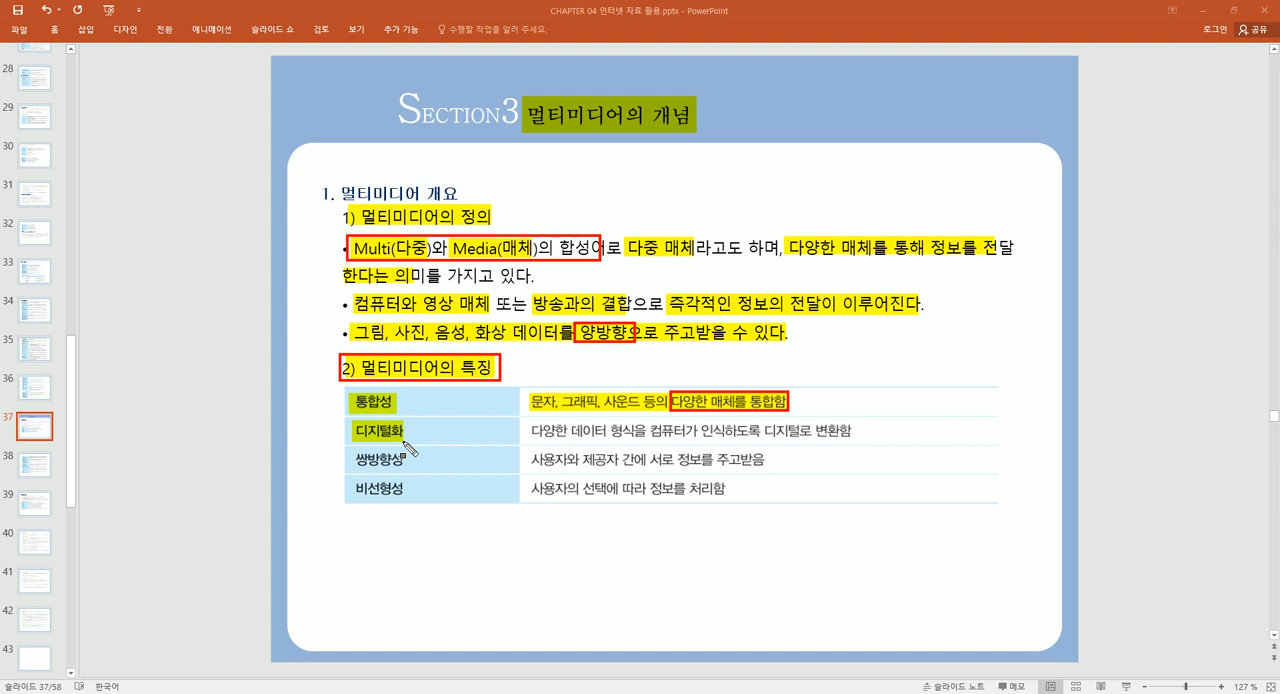 CHAPTER 04 인터넷 자료 활용.pptx - PowerPoint
파일 홈 삽입 디자인 전환 애니메이션 슬라이드 쇼 검토 보기 추가 기능 수행할 작업을 알려 주세요. 로그인 공유
28
29
30
31
32
33
34
35
36
37
38
39
40
41
42
43
SECTION3 멀티미디어의 개념
1. 멀티미디어 개요
1) 멀티미디어의 정의
• Multi(다중)와 Media(매체)의 합성어로 다중 매체라고도 하며, 다양한 매체를 통해 정보를 전달
한다는 의미를 가지고 있다.
• 컴퓨터와 영상 매체 또는 방송과의 결합으로 즉각적인 정보의 전달이 이루어진다.
• 그림, 사진, 음성, 화상 데이터를 양방향으로 주고받을 수 있다.
2) 멀티미디어의 특징
통합성 문자, 그래픽, 사운드 등의 다양한 매체를 통합함
디지털화 다양한 데이터 형식을 컴퓨터가 인식하도록 디지털로 변환함
쌍방향성 사용자와 제공자 간에 서로 정보를 주고받음
비선형성 사용자의 선택에 따라 정보를 처리함
슬라이드 37/58 한국어 슬라이드 노트 메모 127 %